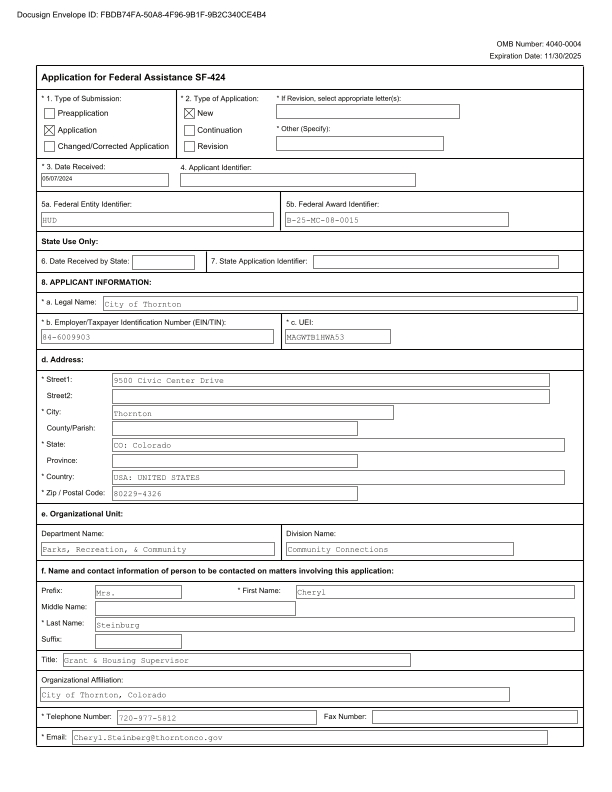 Docusign Envelope ID: FBDB74FA-50A8-4F96-9B1F-9B2C340CE4B4
OMB Number: 4040-0004
Expiration Date: 11/30/2025
Application for Federal Assistance SF-424
* 1. Type of Submission: * 2. Type of Application: * If Revision, select appropriate letter(s):
Preapplication New
Application Continuation * Other (Specify):
Changed/Corrected Application Revision
* 3. Date Received: 4. Applicant Identifier:
05/07/2024
5a. Federal Entity Identifier: 5b. Federal Award Identifier:
HUD B-25-MC-08-0015
State Use Only:
6. Date Received by State: 7. State Application Identifier:
8. APPLICANT INFORMATION:
* a. Legal Name: City of Thornton
* b. Employer/Taxpayer Identification Number (EIN/TIN): * c. UEI:
84-6009903 MAGWTB1HWA53
d. Address:
* Street1: 9500 Civic Center Drive
Street2:
* City: Thornton
County/Parish:
* State: CO: Colorado
Province:
* Country: USA: UNITED STATES
* Zip / Postal Code: 80229-4326
e. Organizational Unit:
Department Name: Division Name:
Parks, Recreation, & Community Community Connections
f. Name and contact information of person to be contacted on matters involving this application:
Prefix: Mrs. * First Name: Cheryl
Middle Name:
* Last Name: Steinburg
Suffix:
Title: Grant & Housing Supervisor
Organizational Affiliation:
City of Thornton, Colorado
* Telephone Number: 720-977-5812 Fax Number:
* Email: Cheryl.Steinberg@thorntonco.gov